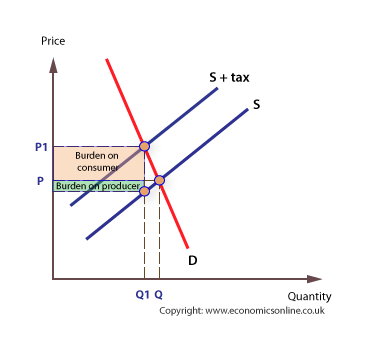 Price
S + tax
S
P1
Burden on
consumer
P
Burden on producer
D
Q1 Q
Quantity
Copyright: www.economicsonline.co.uk